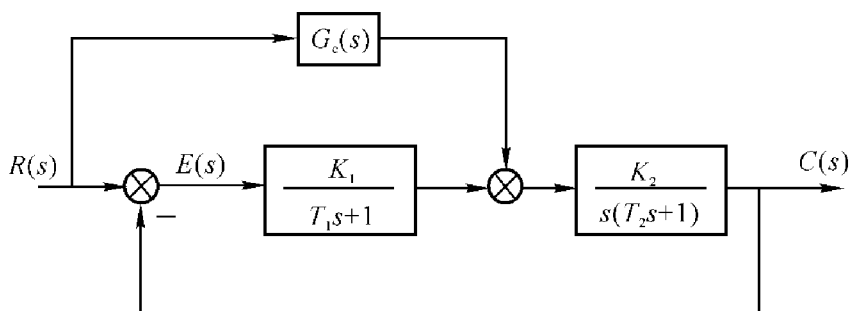 G_c(s)
R(s)
E(s)
K_1
T_1s+1
K_2
s(T_2s+1)
C(s)
−